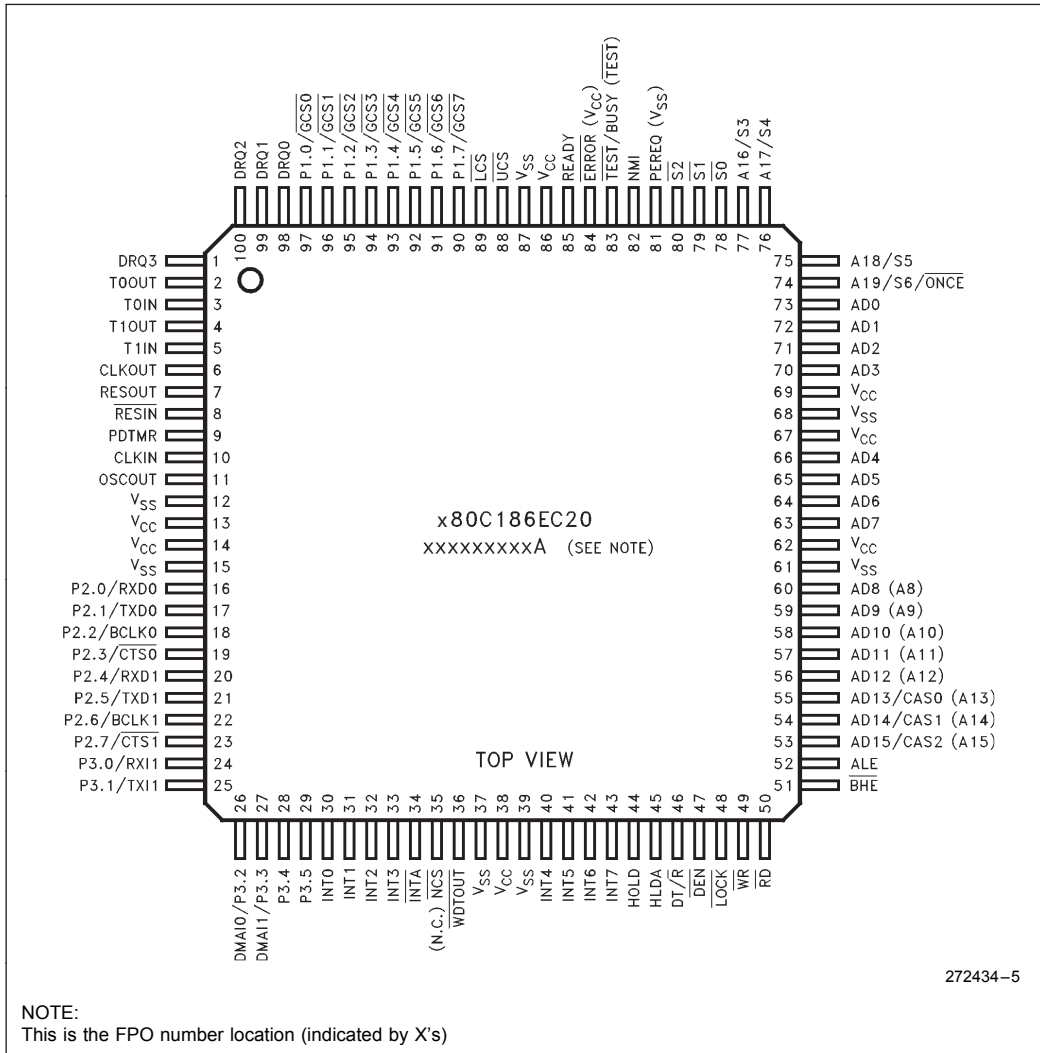 DRQ2
DRQ1
DRQ0
P1.0/GCS0
P1.1/GCS1
P1.2/GCS2
P1.3/GCS3
P1.4/GCS4
P1.5/GCS5
P1.6/GCS6
P1.7/GCS7
LCS
UCS
VSS
VCC
READY
ERROR (VCC)
TEST/BUSY (TEST)
NMI
PEREQ (VSS)
S2
S1
S0
A16/S3
A17/S4
100 99 98 97 96 95 94 93 92 91 90 89 88 87 86 85 84 83 82 81 80 79 78 77 76
DRQ3 1
T0OUT 2
T0IN 3
T1OUT 4
T1IN 5
CLKOUT 6
RESOUT 7
RESIN 8
PDTMR 9
CLKIN 10
OSCOUT 11
VSS 12
VCC 13
VCC 14
VSS 15
P2.0/RXD0 16
P2.1/TXD0 17
P2.2/BCLK0 18
P2.3/CTS0 19
P2.4/RXD1 20
P2.5/TXD1 21
P2.6/BCLK1 22
P2.7/CTS1 23
P3.0/RXI1 24
P3.1/TXI1 25
x80C186EC20
xxxxxxxxxA (SEE NOTE)
TOP VIEW
75 A18/S5
74 A19/S6/ONCE
73 AD0
72 AD1
71 AD2
70 AD3
69 VCC
68 VSS
67 VCC
66 AD4
65 AD5
64 AD6
63 AD7
62 VCC
61 VSS
60 AD8 (A8)
59 AD9 (A9)
58 AD10 (A10)
57 AD11 (A11)
56 AD12 (A12)
55 AD13/CAS0 (A13)
54 AD14/CAS1 (A14)
53 AD15/CAS2 (A15)
52 ALE
51 BHE
26 27 28 29 30 31 32 33 34 35 36 37 38 39 40 41 42 43 44 45 46 47 48 49 50
DMAI0/P3.2
DMAI1/P3.3
P3.4
P3.5
INT0
INT1
INT2
INT3
INTA
(N.C.) NCS
WDTOUT
VSS
VCC
VSS
INT4
INT5
INT6
INT7
HOLD
HLDA
DT/R
DEN
LOCK
WR
RD
272434–5
NOTE:
This is the FPO number location (indicated by X's)